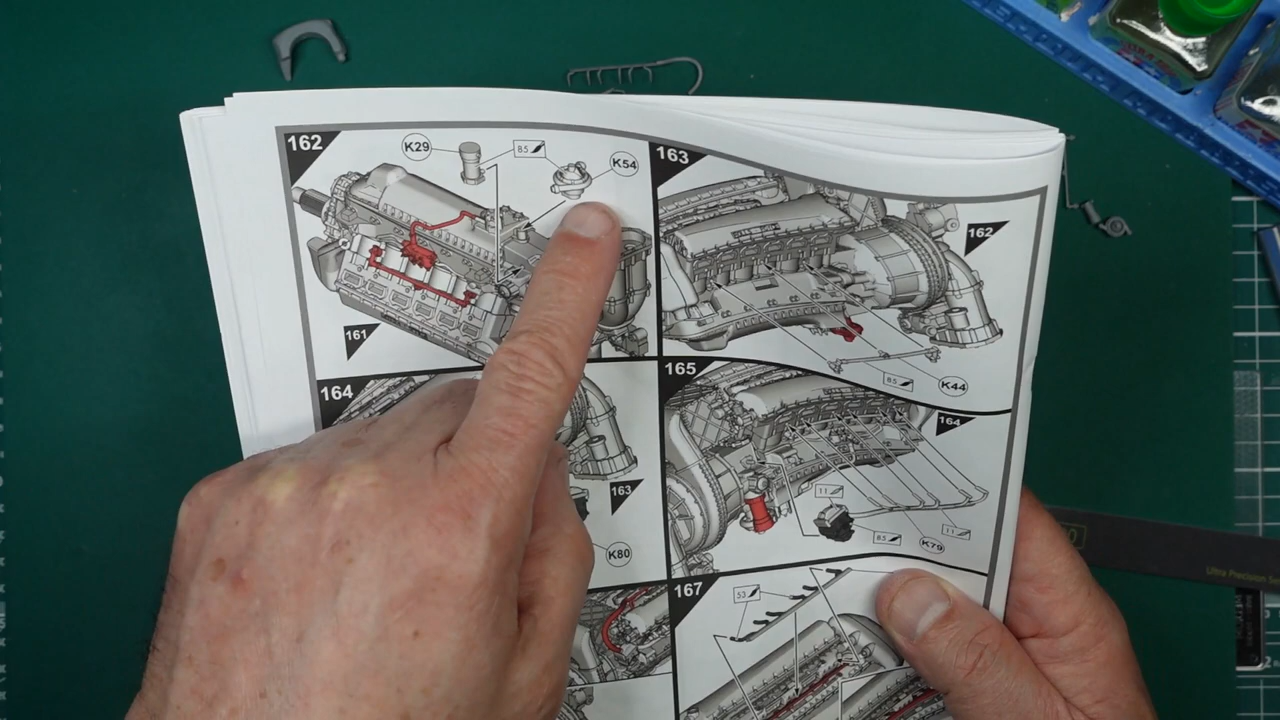 162
K29
85
K54
161
163
162
85
K44
164
163
K80
165
164
11
85
K79
11
167
53
Ultra Precision